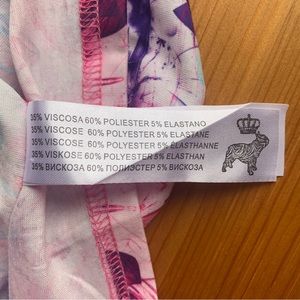 35% VISCOSA 60% POLIESTER 5% ELASTANO
35% VISCOSE 60% POLYESTER 5% ELASTANE
35% VISCOSE 60% POLYESTER 5% ÉLASTHANNE
35% VISKOSE 60% POLYESTER 5% ELASTHAN
35% ВИСКОЗА 60% ПОЛИЭСТЕР 5% ВИСКОЗА